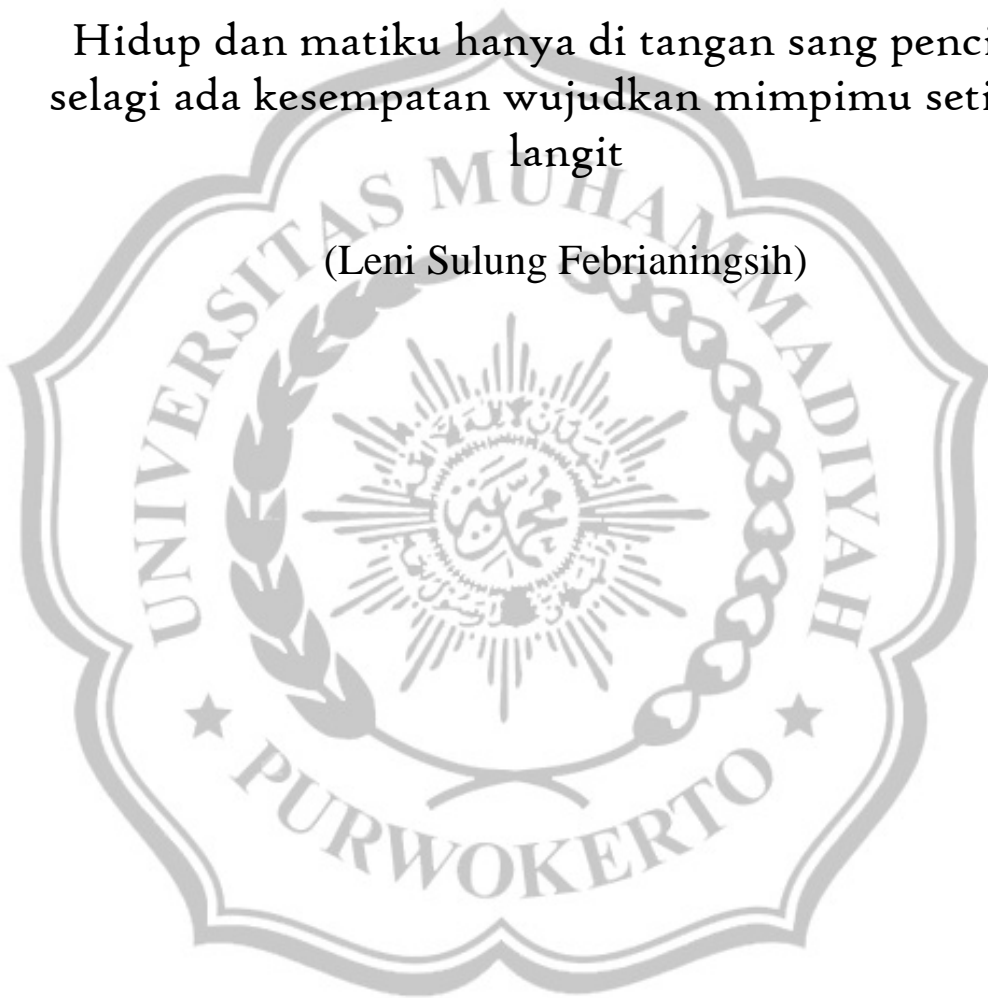 Hidup dan matiku hanya di tangan sang penci
selagi ada kesempatan wujudkan mimpimu seti
langit
(Leni Sulung Febrianingsih)
UNIVERSITAS MUHAMMADIYAH
PURWOKERTO